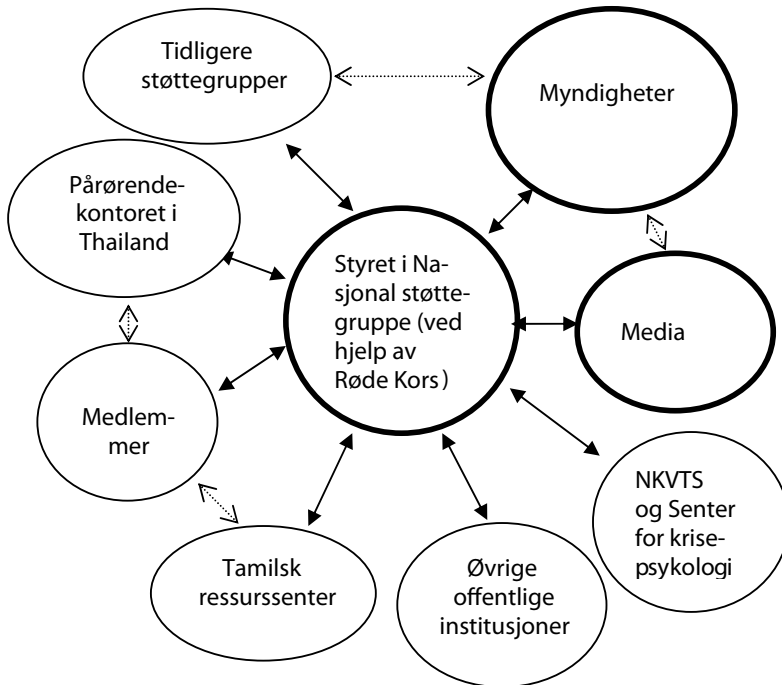 Tidligere
støttegrupper
Myndigheter
Pårørende-
kontoret i
Thailand
Styret i Na-
sjonal støtte-
gruppe (ved
hjelp av
Røde Kors)
Media
Medlem-
mer
NKVTS
og Senter
for krise-
psykologi
Tamilsk
ressurssenter
Øvrige
offentlige
institusjoner